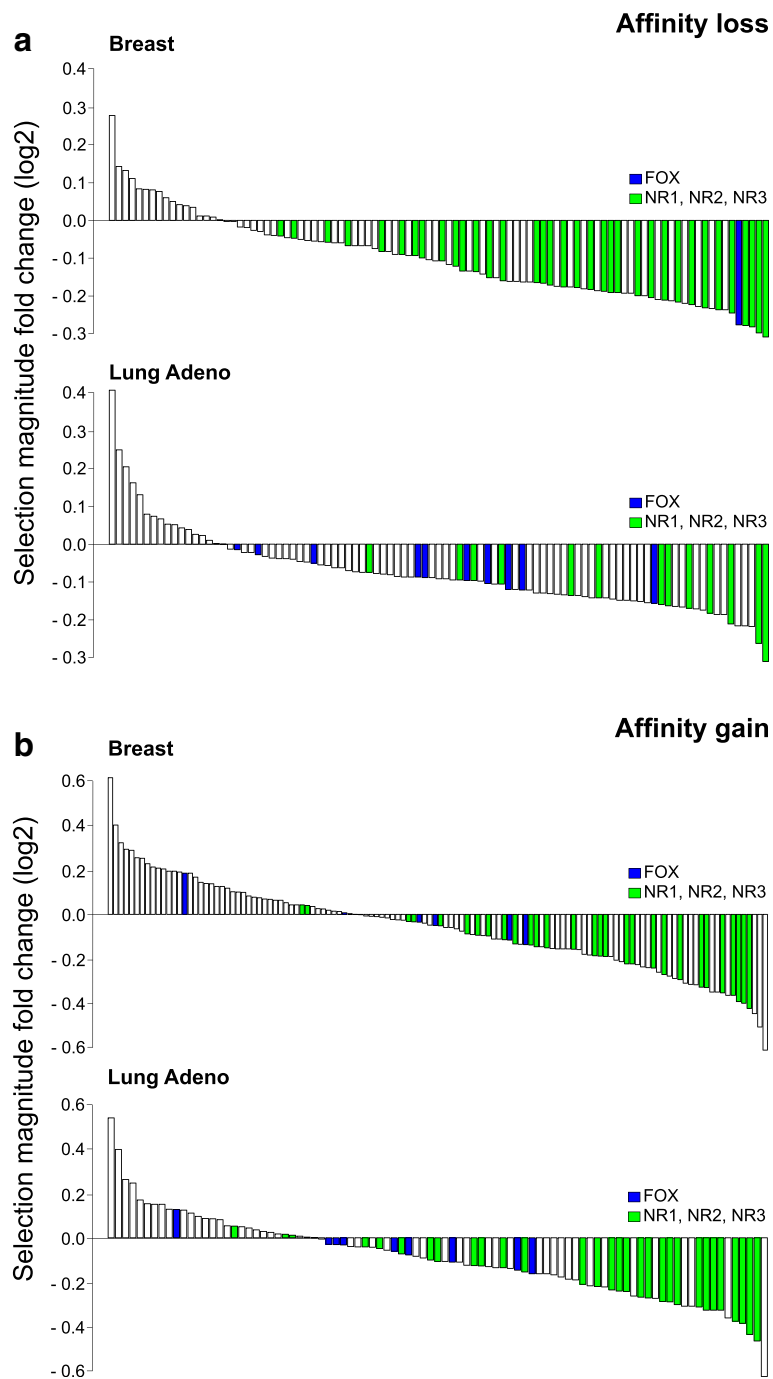 a
Affinity loss
Breast
Selection magnitude fold change (log2)
0.4
0.3
0.2
0.1
0.0
- 0.1
- 0.2
- 0.3
FOX
NR1, NR2, NR3
Lung Adeno
0.4
0.3
0.2
0.1
0.0
- 0.1
- 0.2
- 0.3
FOX
NR1, NR2, NR3
b
Affinity gain
Breast
Selection magnitude fold change (log2)
0.6
0.4
0.2
0.0
- 0.2
- 0.4
- 0.6
FOX
NR1, NR2, NR3
Lung Adeno
0.6
0.4
0.2
0.0
- 0.2
- 0.4
- 0.6
FOX
NR1, NR2, NR3